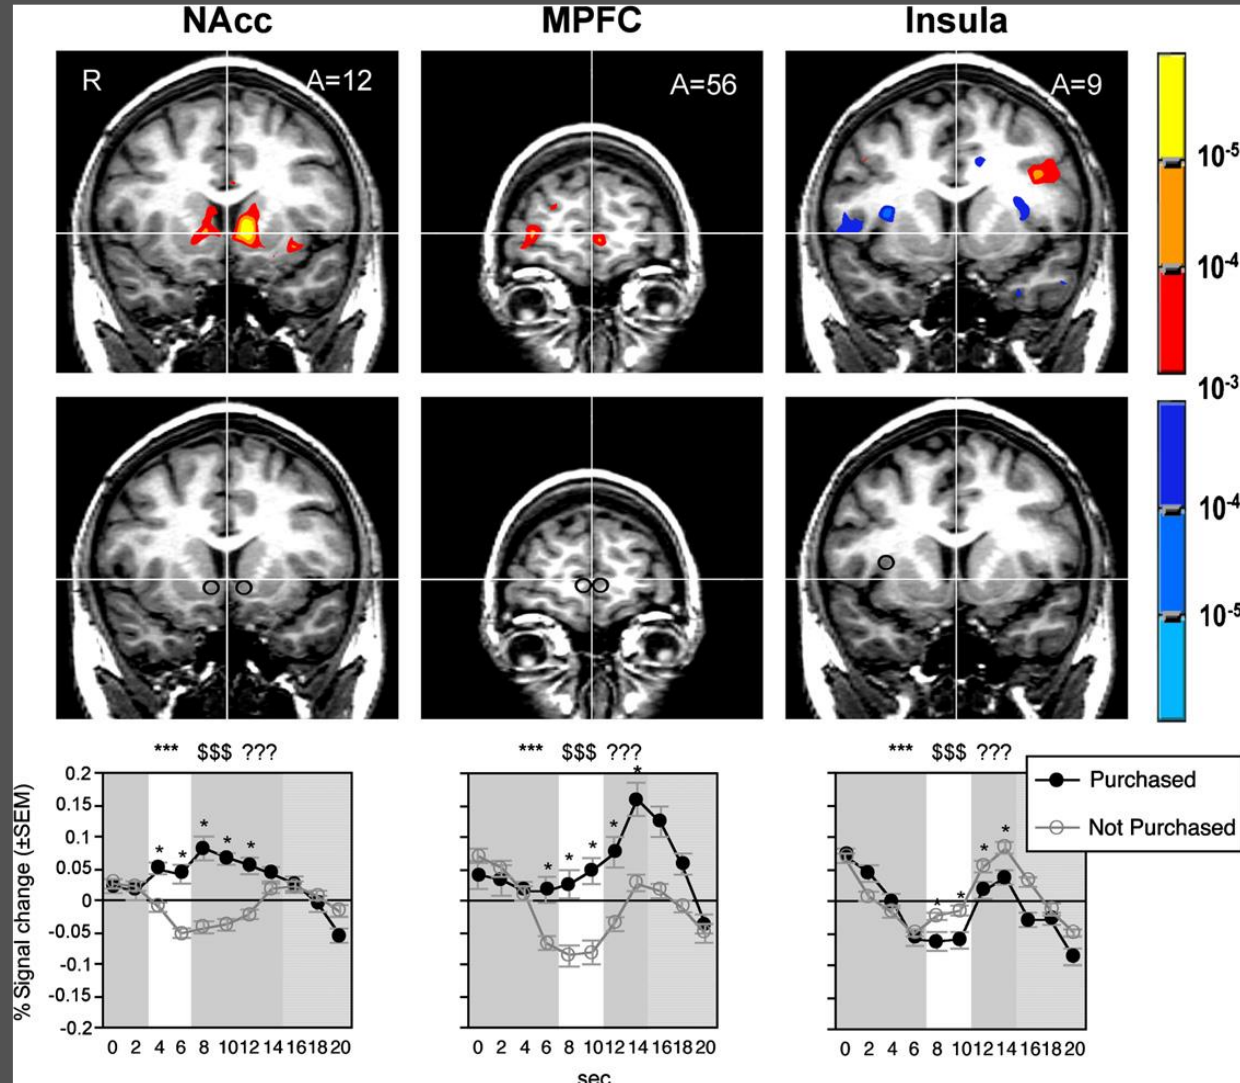 NAcc MPFC Insula
R A=12 A=56 A=9
10-5
10-4
10-3
10-4
10-5
*** $$$ ??? *** $$$ ??? *** $$$ ???
Purchased
Not Purchased
% Signal change (±SEM)
0.2
0.15
0.1
0.05
0
-0.05
-0.1
-0.15
-0.2
0 2 4 6 8 10 12 14 16 18 20 0 2 4 6 8 10 12 14 16 18 20 0 2 4 6 8 10 12 14 16 18 20
sec